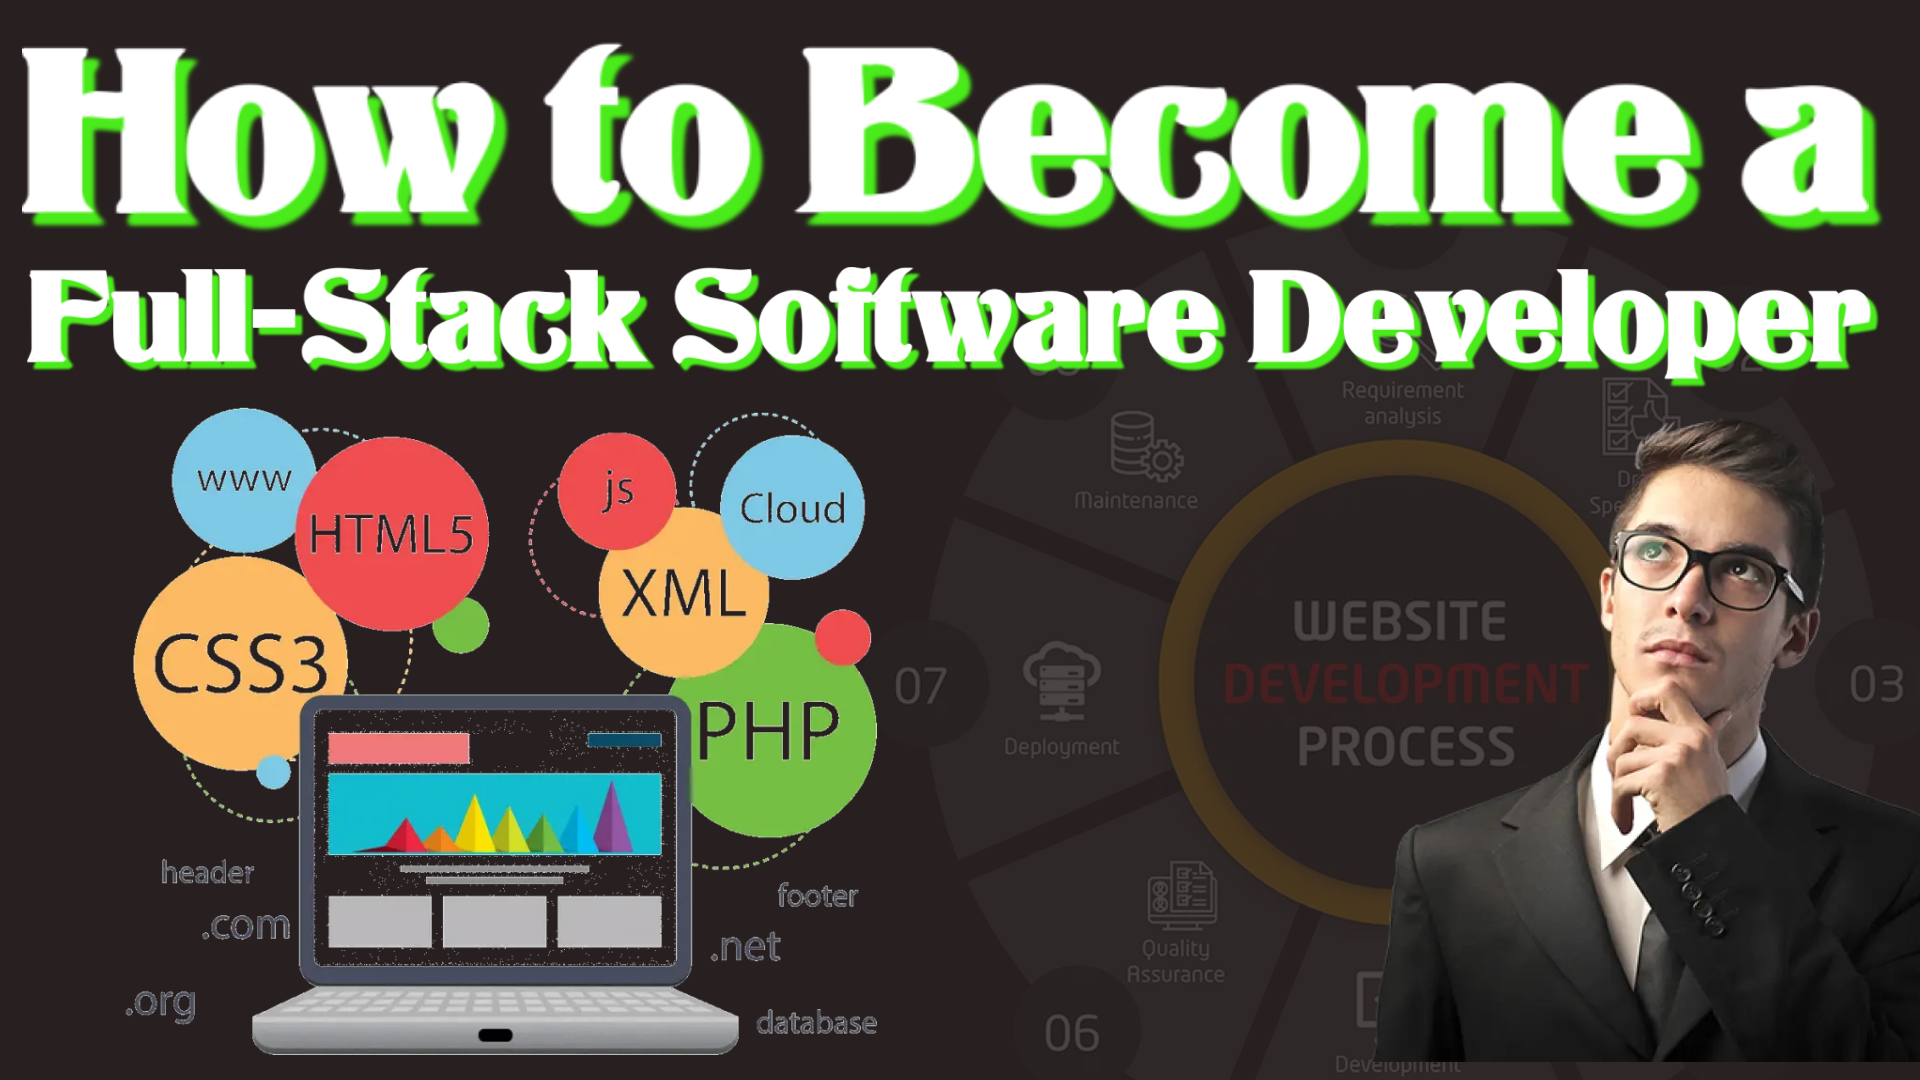 How to Become a
Full-Stack Software Developer
Requirement
analysis
Maintenance
www
HTML5
js
Cloud
XML
CSS3
PHP
WEBSITE
DEVELOPMENT
PROCESS
07
03
Deployment
header
.com
footer
.net
Quality
Assurance
.org
database
06
Development